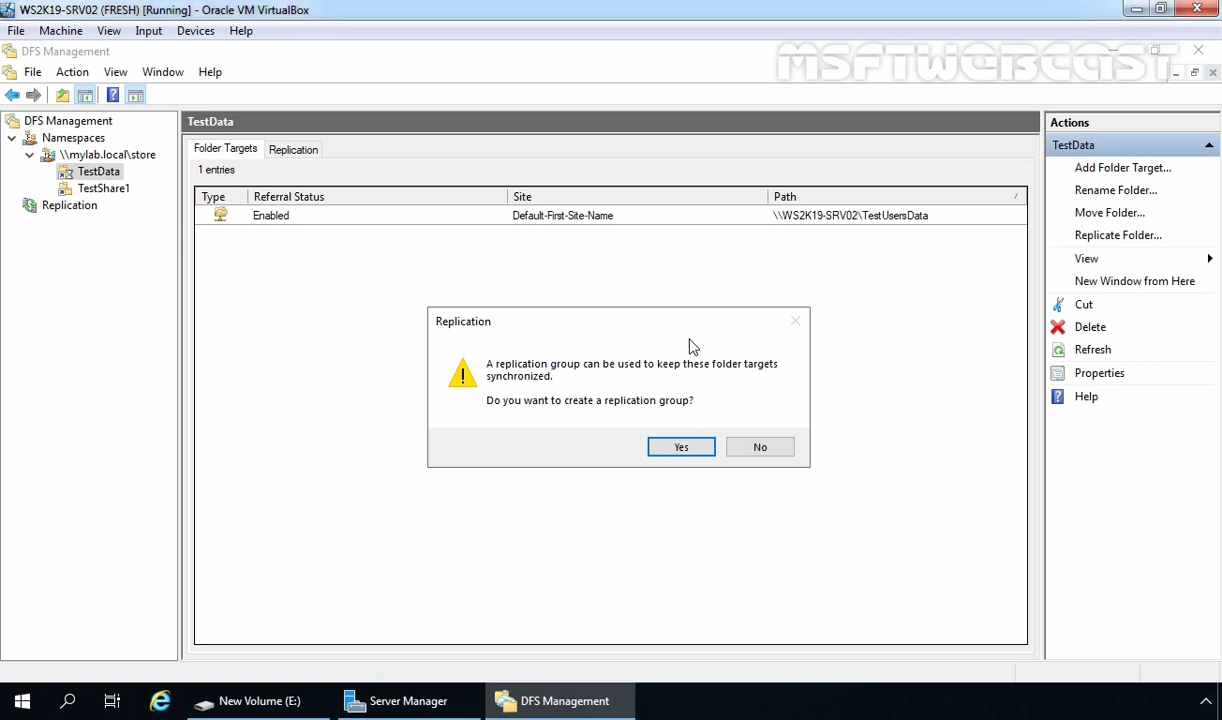 WS2K19-SRV02 (FRESH) [Running] - Oracle VM VirtualBox
File Machine View Input Devices Help
DFS Management
MSFTWEBCAST
File Action View Window Help
DFS Management
Namespaces
\\mylab.local\store
TestData
TestShare1
Replication
TestData
Folder Targets Replication
1 entries
Type Referral Status Site Path
Enabled Default-First-Site-Name \\WS2K19-SRV02\TestUsersData
Replication
A replication group can be used to keep these folder targets
synchronized.
Do you want to create a replication group?
Yes No
Actions
TestData
Add Folder Target...
Rename Folder...
Move Folder...
Replicate Folder...
View
New Window from Here
Cut
Delete
Refresh
Properties
Help
New Volume (E:) Server Manager DFS Management